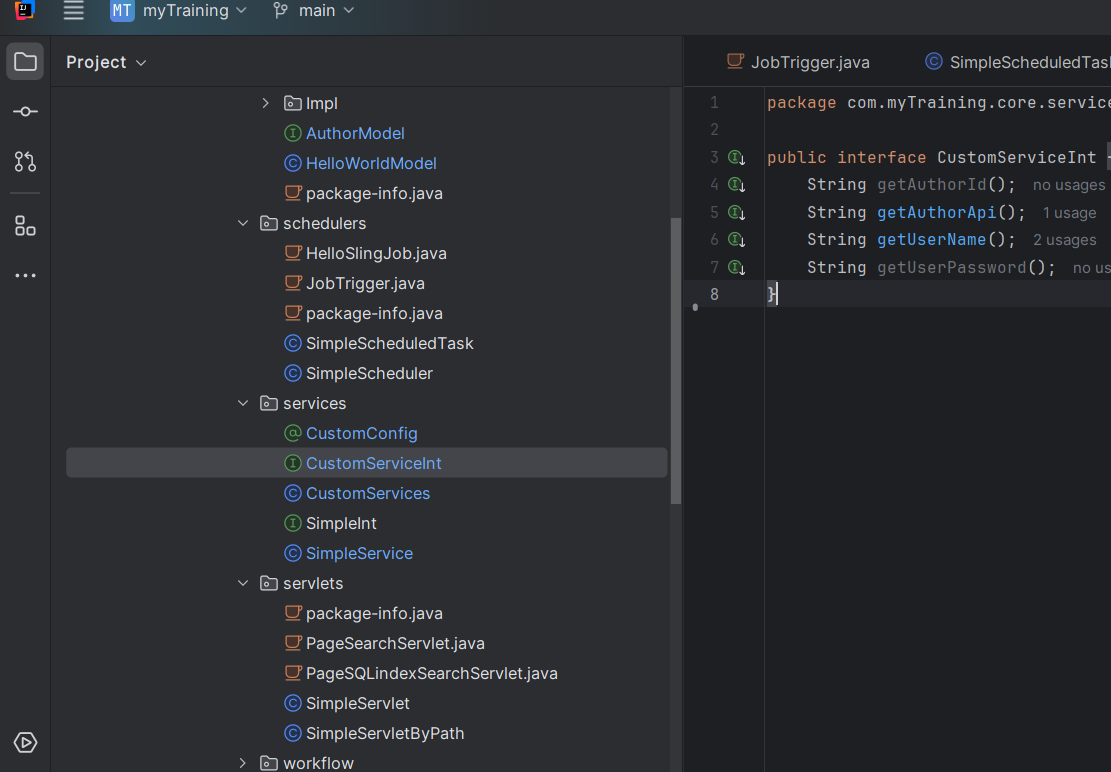 MT myTraining main
Project
Impl
AuthorModel
HelloWorldModel
package-info.java
schedulers
HelloSlingJob.java
JobTrigger.java
package-info.java
SimpleScheduledTask
SimpleScheduler
services
CustomConfig
CustomServiceInt
CustomServices
SimpleInt
SimpleService
servlets
package-info.java
PageSearchServlet.java
PageSQLindexSearchServlet.java
SimpleServlet
SimpleServletByPath
workflow
JobTrigger.java SimpleScheduledTas
1 package com.myTraining.core.service
2
3 public interface CustomServiceInt {
4 String getAuthorId(); no usages
5 String getAuthorApi(); 1 usage
6 String getUserName(); 2 usages
7 String getUserPassword(); no us
8 }